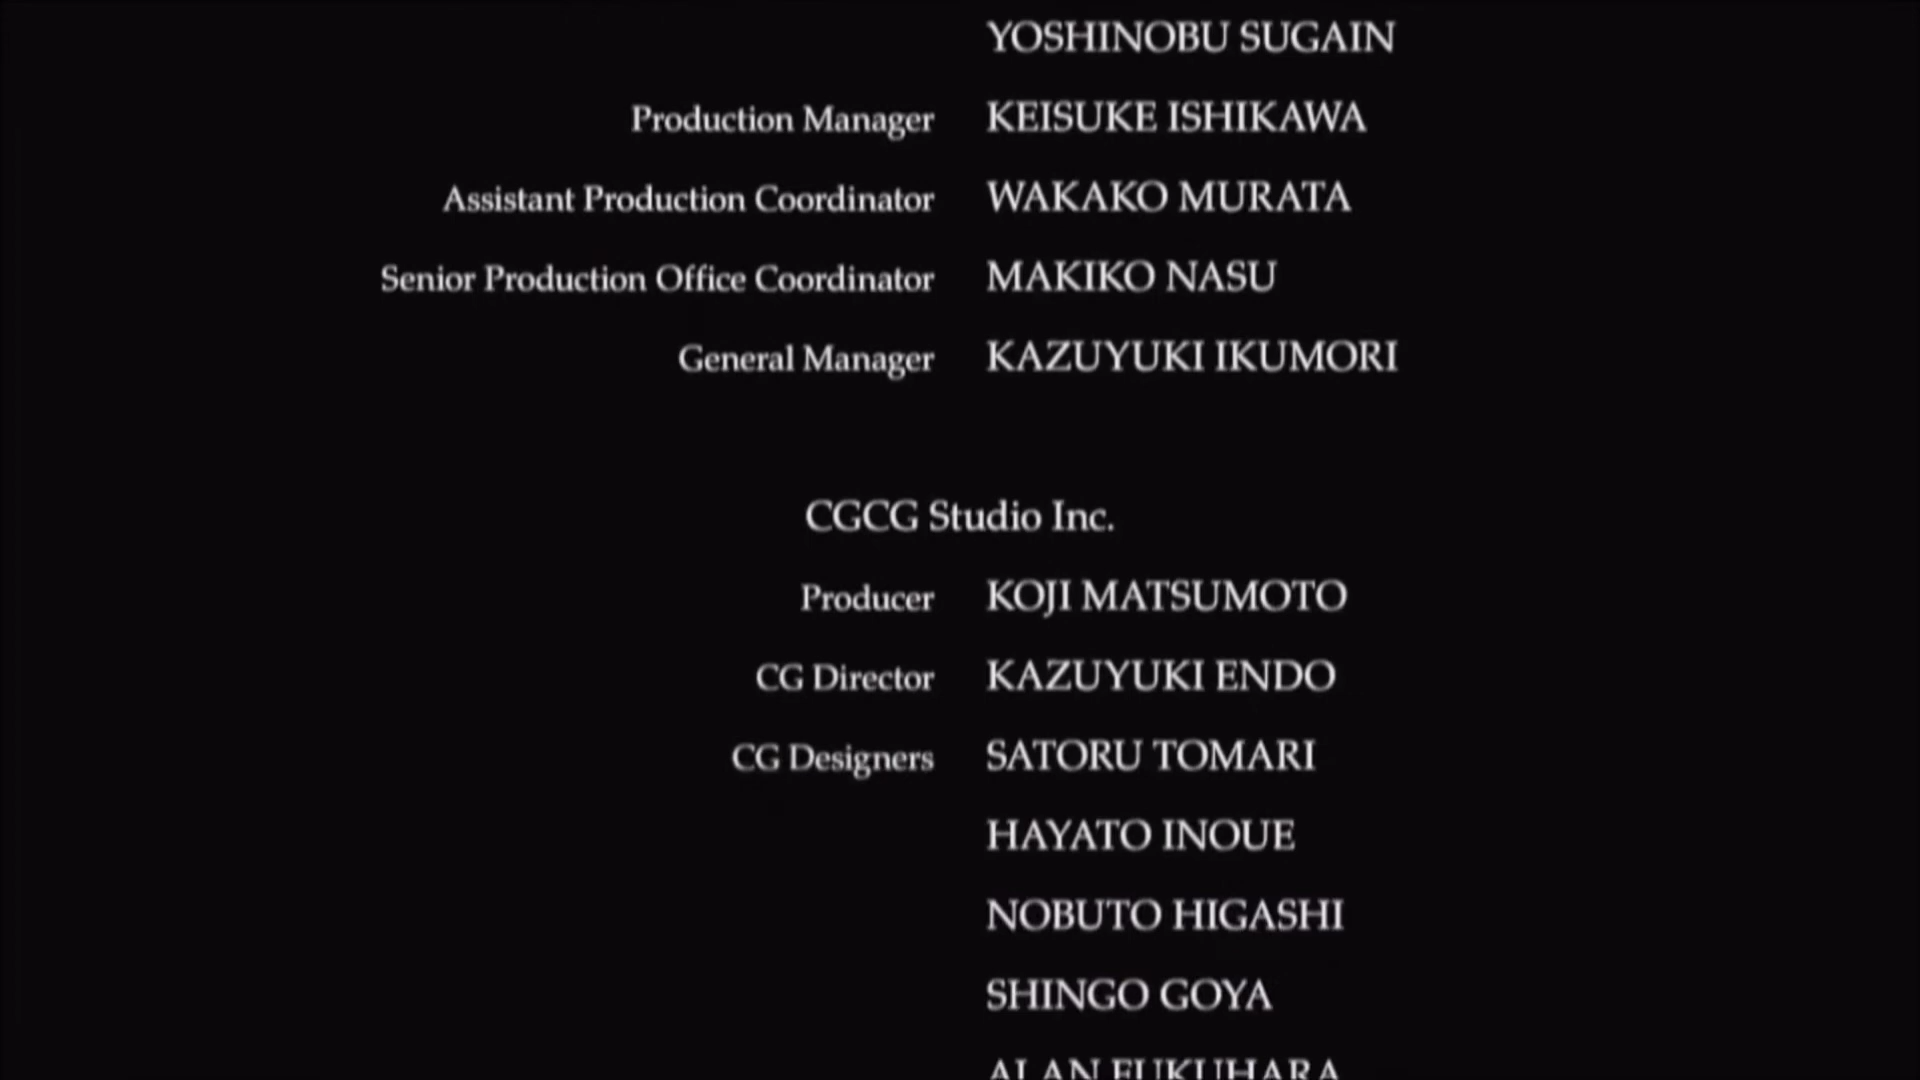 YOSHINOBU SUGAIN
Production Manager KEISUKE ISHIKAWA
Assistant Production Coordinator WAKAKO MURATA
Senior Production Office Coordinator MAKIKO NASU
General Manager KAZUYUKI IKUMORI
CGCG Studio Inc.
Producer KOJI MATSUMOTO
CG Director KAZUYUKI ENDO
CG Designers SATORU TOMARI
HAYATO INOUE
NOBUTO HIGASHI
SHINGO GOYA
ALAN FUKUHARA